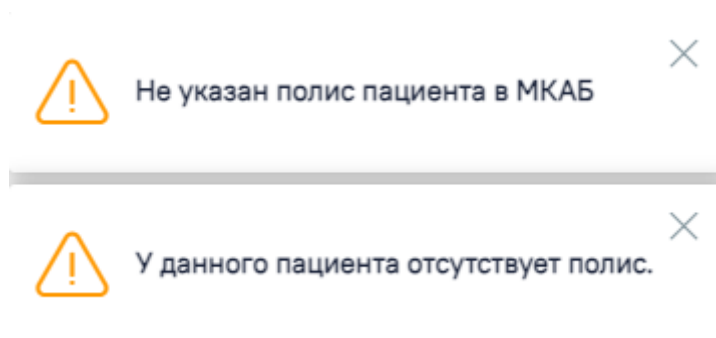 Не указан полис пациента в МКАБ
У данного пациента отсутствует полис.